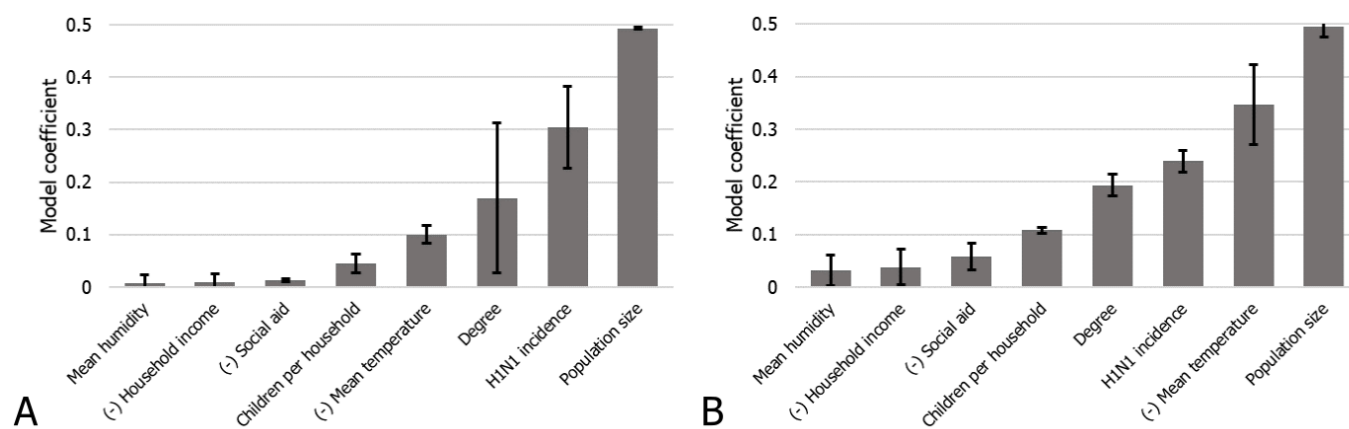 0.5
0.4
0.3
0.2
0.1
0
Model coefficient
Mean humidity
(-) Household income
(-) Social aid
Children per household
(-) Mean temperature
Degree
H1N1 incidence
Population size
A
0.5
0.4
0.3
0.2
0.1
0
Model coefficient
Mean humidity
(-) Household income
(-) Social aid
Children per household
Degree
H1N1 incidence
(-) Mean temperature
Population size
B